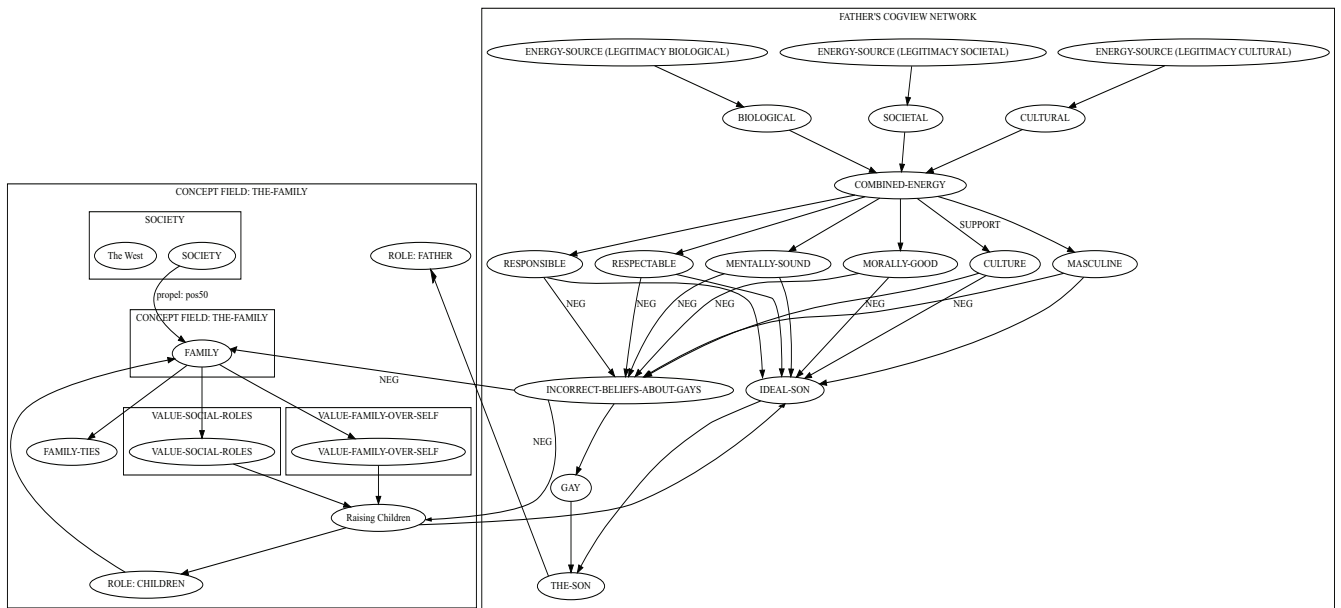 FATHER'S COGVIEW NETWORK
ENERGY-SOURCE (LEGITIMACY BIOLOGICAL)
ENERGY-SOURCE (LEGITIMACY SOCIETAL)
ENERGY-SOURCE (LEGITIMACY CULTURAL)
BIOLOGICAL
SOCIETAL
CULTURAL
COMBINED-ENERGY
SUPPORT
RESPONSIBLE
RESPECTABLE
MENTALLY-SOUND
MORALLY-GOOD
CULTURE
MASCULINE
NEG
NEG
NEG
NEG
NEG
NEG
INCORRECT-BELIEFS-ABOUT-GAYS
IDEAL-SON
GAY
THE-SON
CONCEPT FIELD: THE-FAMILY
SOCIETY
The West
SOCIETY
ROLE: FATHER
propel: pos50
CONCEPT FIELD: THE-FAMILY
FAMILY
NEG
VALUE-SOCIAL-ROLES
VALUE-FAMILY-OVER-SELF
FAMILY-TIES
VALUE-SOCIAL-ROLES
VALUE-FAMILY-OVER-SELF
NEG
Raising Children
ROLE: CHILDREN